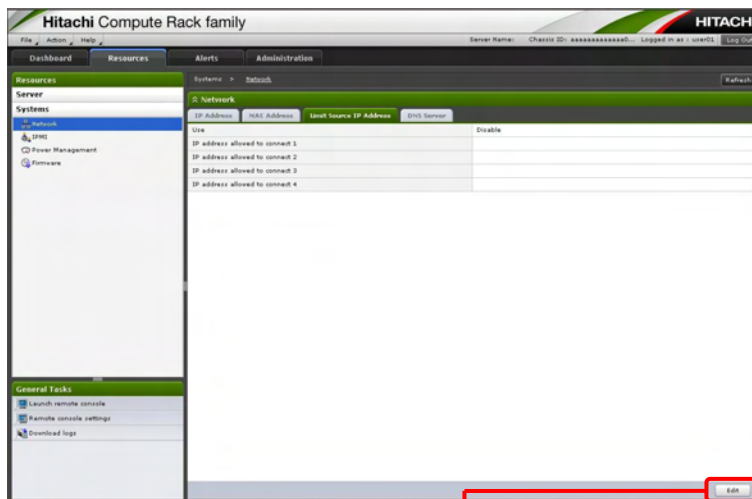 Hitachi Compute Rack family
HITACHI
File Action Help
Server Name: Chassis ID: aaaaaaaaaaaaa0... Logged in as : user01 Log Out
Dashboard Resources Alerts Administration
Resources
Server
Systems
Network
IPMI
Power Management
Firmware
General Tasks
Launch remote console
Remote console settings
Download logs
Systems > Network Refresh
Network
IP Address MAC Address Limit Source IP Address DNS Server
Use Disable
IP address allowed to connect 1
IP address allowed to connect 2
IP address allowed to connect 3
IP address allowed to connect 4
Edit